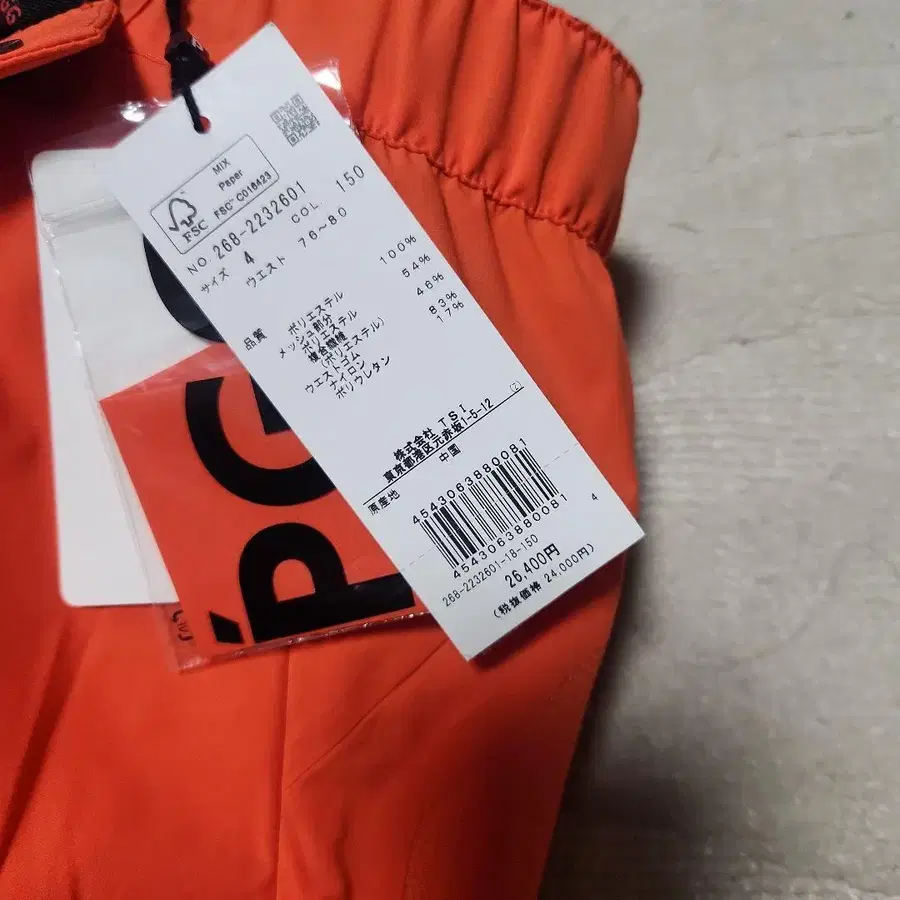 MIX
Paper
FSC™ C016423
FSC
NO. 268-2232601
COL. 150
サイズ 4
ウエスト 76~80
品質 ポリエステル 100%
メッシュ部分
ポリエステル 54%
複合繊維 46%
(ポリエステル)
ウエストゴム
ナイロン 83%
ポリウレタン 17%
株式会社 TSI
東京都港区元赤坂1-5-12
原産地 中国
4543063880081
4543063880081
4
268-2232601-18-150
26,400円
(税抜価格 24,000円)
PG